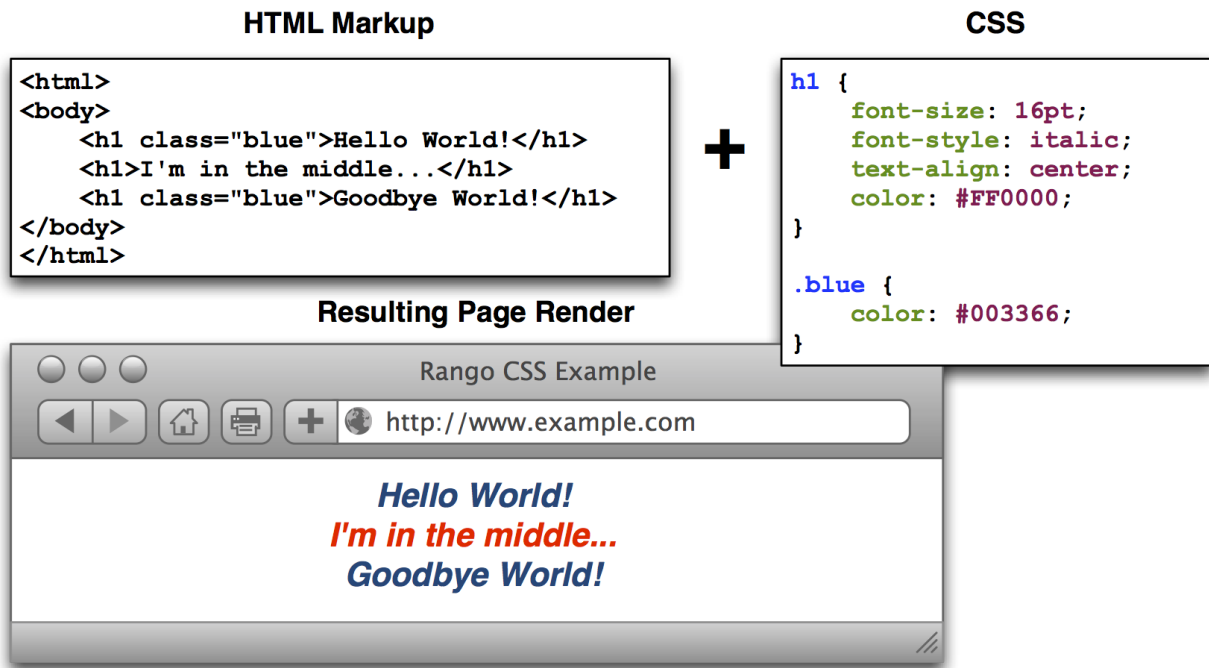 HTML Markup
<html>
<body>
    <h1 class="blue">Hello World!</h1>
    <h1>I'm in the middle...</h1>
    <h1 class="blue">Goodbye World!</h1>
</body>
</html>
CSS
h1 {
    font-size: 16pt;
    font-style: italic;
    text-align: center;
    color: #FF0000;
}
.blue {
    color: #003366;
}
Resulting Page Render
Rango CSS Example
http://www.example.com
Hello World!
I'm in the middle...
Goodbye World!